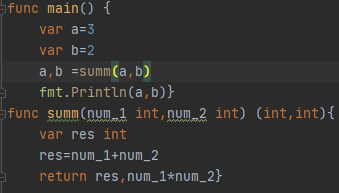 func main() {
var a=3
var b=2
a,b =summ(a,b)
fmt.Println(a,b)}
func summ(num_1 int,num_2 int) (int,int){
var res int
res=num_1+num_2
return res,num_1*num_2}